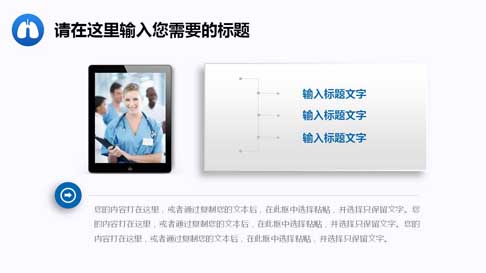 请在这里输入您需要的标题
输入标题文字
输入标题文字
输入标题文字
您的内容打在这里，或者通过复制您的文本后，在此框中选择粘贴，并选择只保留文字。您
的内容打在这里，或者通过复制您的文本后，在此框中选择粘贴，并选择只保留文字。您的
内容打在这里，或者通过复制您的文本后，在此框中选择粘贴，并选择只保留文字。